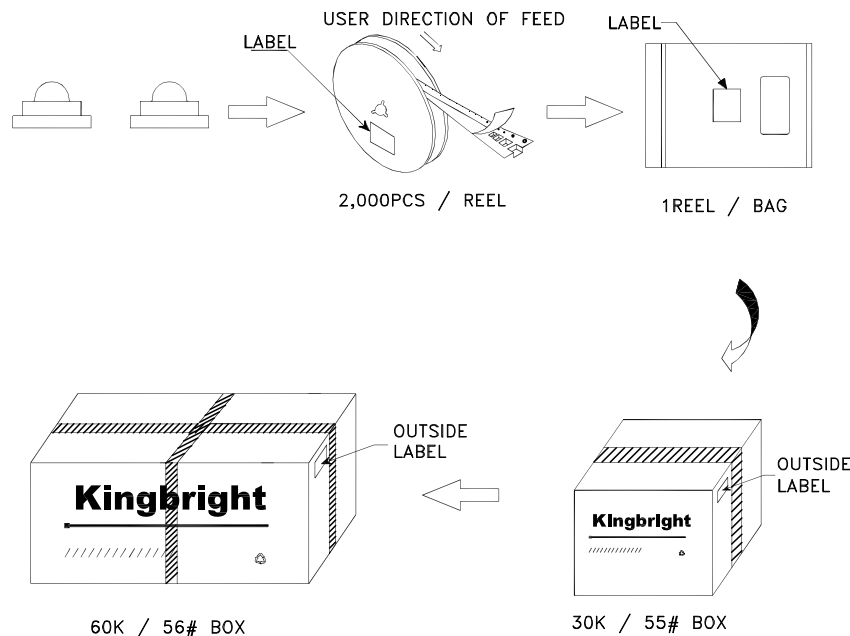 USER DIRECTION OF FEED
LABEL
LABEL
2,000PCS / REEL
1REEL / BAG
OUTSIDE
LABEL
OUTSIDE
LABEL
Kingbright
Kingbright
60K / 56# BOX
30K / 55# BOX